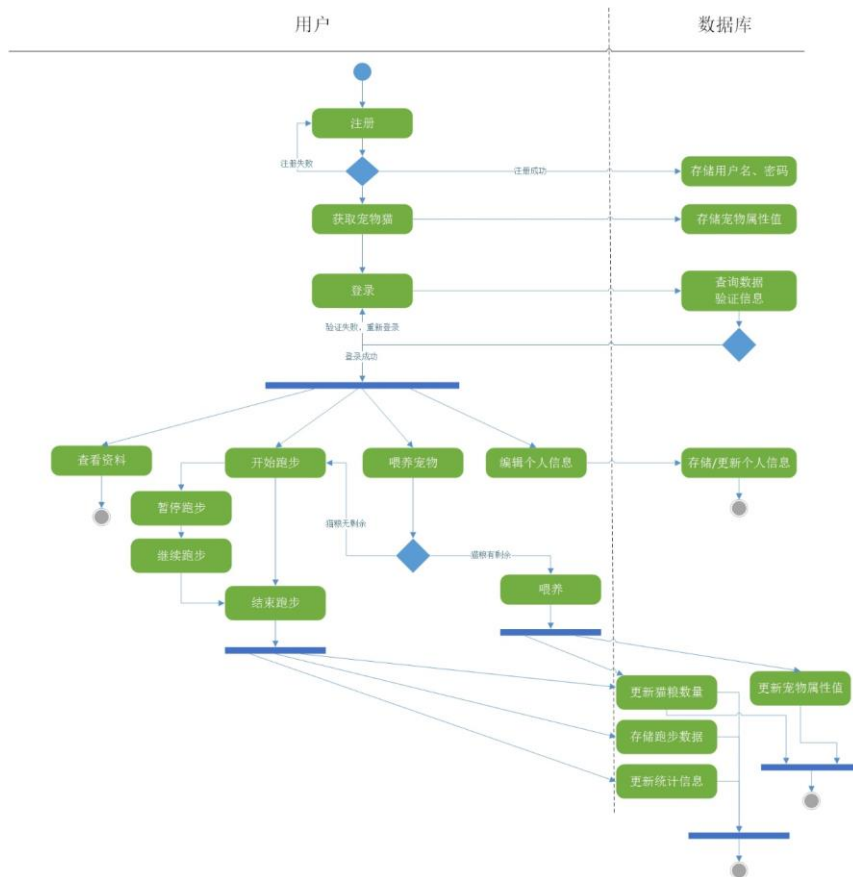 用户
数据库
注册
注册失败
注册成功
存储用户名、密码
获取宠物猫
存储宠物属性值
登录
查询数据
验证信息
验证失败，重新登录
登录成功
查看资料
开始跑步
喂养宠物
编辑个人信息
存储/更新个人信息
暂停跑步
猫粮无剩余
继续跑步
猫粮有剩余
结束跑步
喂养
更新猫粮数量
更新宠物属性值
存储跑步数据
更新统计信息